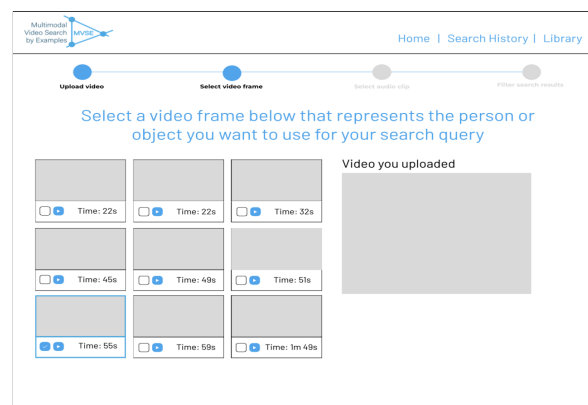 Multimodal
Video Search
by Examples
MVSE
Home | Search History | Library
Upload video
Select video frame
Select audio clip
Filter search results
Select a video frame below that represents the person or
object you want to use for your search query
Video you uploaded
Time: 22s
Time: 22s
Time: 32s
Time: 45s
Time: 49s
Time: 51s
Time: 55s
Time: 59s
Time: 1m 49s